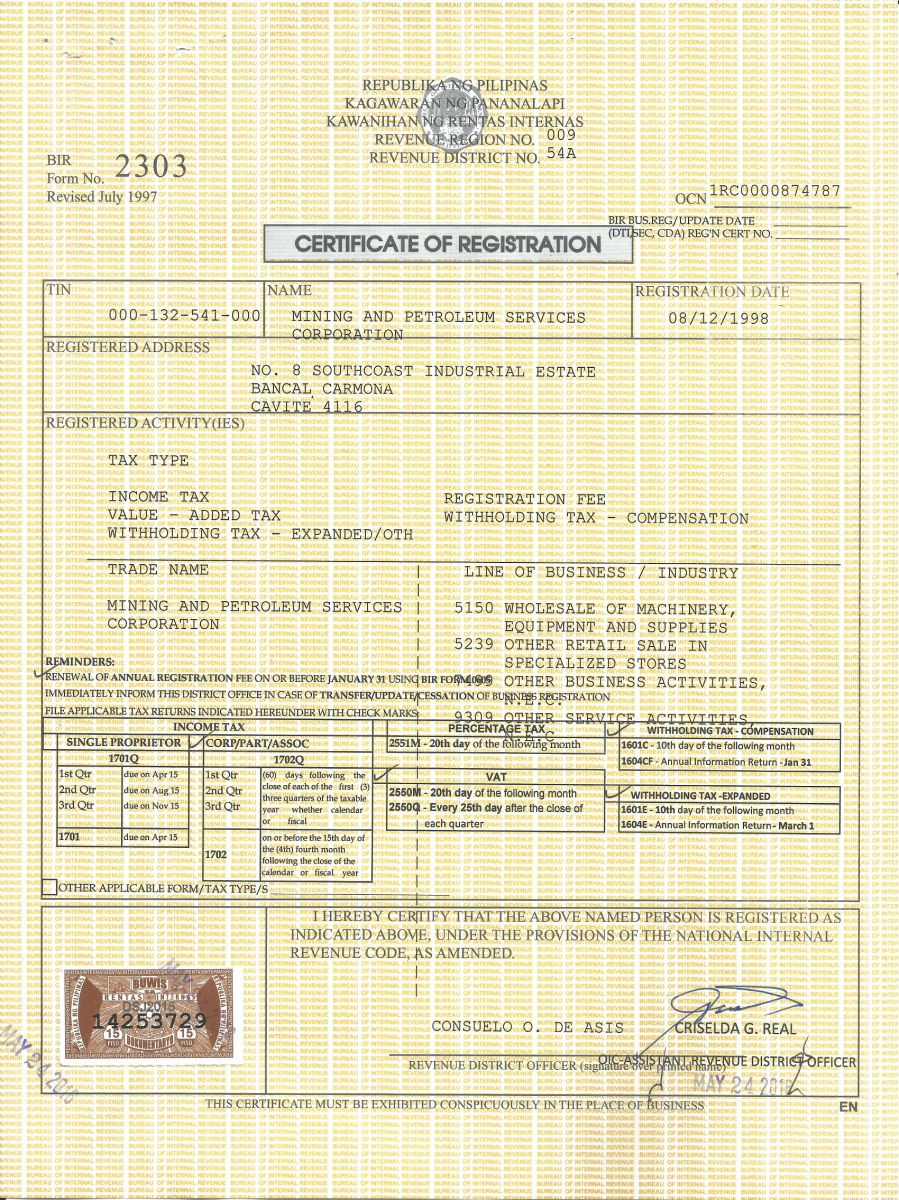 REPUBLIKA NG PILIPINAS
KAGAWARAN NG PANANALAPI
KAWANIHAN NG RENTAS INTERNAS
REVENUE REGION NO. 009
REVENUE DISTRICT NO. 54A
BIR
Form No. 2303
Revised July 1997
OCN 1RC0000874787
BIR BUS.REG/UPDATE DATE
(DTI,SEC, CDA) REG'N CERT NO.
CERTIFICATE OF REGISTRATION
TIN NAME REGISTRATION DATE
000-132-541-000 MINING AND PETROLEUM SERVICES 08/12/1998
CORPORATION
REGISTERED ADDRESS
NO. 8 SOUTHCOAST INDUSTRIAL ESTATE
BANCAL CARMONA
CAVITE 4116
REGISTERED ACTIVITY(IES)
TAX TYPE
INCOME TAX REGISTRATION FEE
VALUE - ADDED TAX WITHHOLDING TAX - COMPENSATION
WITHHOLDING TAX - EXPANDED/OTH
TRADE NAME LINE OF BUSINESS / INDUSTRY
MINING AND PETROLEUM SERVICES 5150 WHOLESALE OF MACHINERY,
CORPORATION EQUIPMENT AND SUPPLIES
5239 OTHER RETAIL SALE IN
SPECIALIZED STORES
7499 OTHER BUSINESS ACTIVITIES,
N.E.C.
9309 OTHER SERVICE ACTIVITIES,
N.E.C
REMINDERS:
RENEWAL OF ANNUAL REGISTRATION FEE ON OR BEFORE JANUARY 31 USING BIR FORM 0605
IMMEDIATELY INFORM THIS DISTRICT OFFICE IN CASE OF TRANSFER/UPDATE/CESSATION OF BUSINESS REGISTRATION
FILE APPLICABLE TAX RETURNS INDICATED HEREUNDER WITH CHECK MARKS
INCOME TAX
SINGLE PROPRIETOR
1701Q
1st Qtr due on Apr 15
2nd Qtr due on Aug 15
3rd Qtr due on Nov 15
1701 due on Apr 15
CORP/PART/ASSOC
1702Q
1st Qtr (60) days following the
2nd Qtr close of each of the first (3)
3rd Qtr three quarters of the taxable
year whether calendar
or fiscal
1702 on or before the 15th day of
the (4th) fourth month
following the close of the
calendar or fiscal year
PERCENTAGE TAX
2551M - 20th day of the following month
VAT
2550M - 20th day of the following month
2550Q - Every 25th day after the close of
each quarter
WITHHOLDING TAX - COMPENSATION
1601C - 10th day of the following month
1604CF - Annual Information Return -Jan 31
WITHHOLDING TAX -EXPANDED
1601E - 10th day of the following month
1604E - Annual Information Return - March 1
OTHER APPLICABLE FORM/TAX TYPE/S
I HEREBY CERTIFY THAT THE ABOVE NAMED PERSON IS REGISTERED AS
INDICATED ABOVE, UNDER THE PROVISIONS OF THE NATIONAL INTERNAL
REVENUE CODE, AS AMENDED.
BUWIS
RENTAS INTERNAS
14253729
15 15
PISO PISO
DOKUMENTARYO
CONSUELO O. DE ASIS CRISELDA G. REAL
REVENUE DISTRICT OFFICER (signature over printed name)
OIC-ASSISTANT REVENUE DISTRICT OFFICER
MAY 24
MAY 24
THIS CERTIFICATE MUST BE EXHIBITED CONSPICUOUSLY IN THE PLACE OF BUSINESS
EN